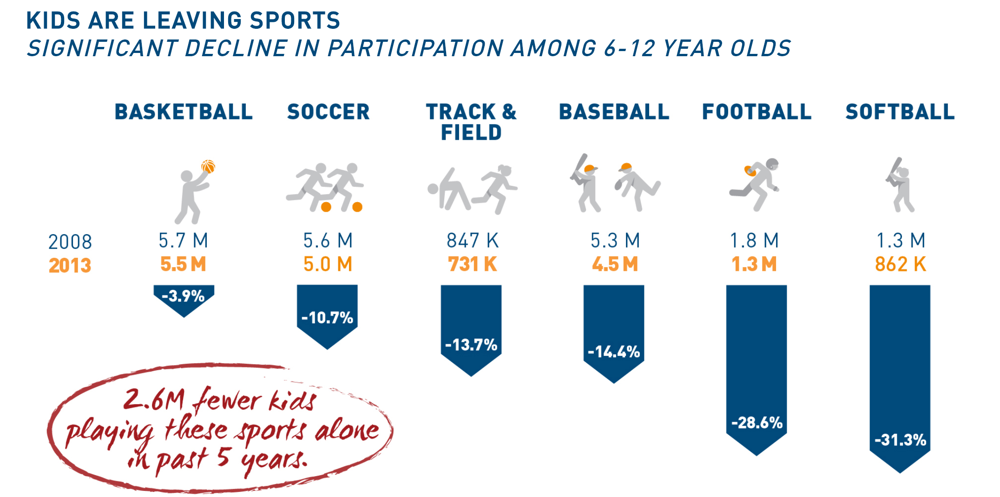 KIDS ARE LEAVING SPORTS
SIGNIFICANT DECLINE IN PARTICIPATION AMONG 6-12 YEAR OLDS
BASKETBALL SOCCER TRACK & BASEBALL FOOTBALL SOFTBALL
FIELD
2008 5.7 M 5.6 M 847 K 5.3 M 1.8 M 1.3 M
2013 5.5 M 5.0 M 731 K 4.5 M 1.3 M 862 K
-3.9%
-10.7%
-13.7%
-14.4%
-28.6%
-31.3%
2.6M fewer kids
playing these sports alone
in past 5 years.